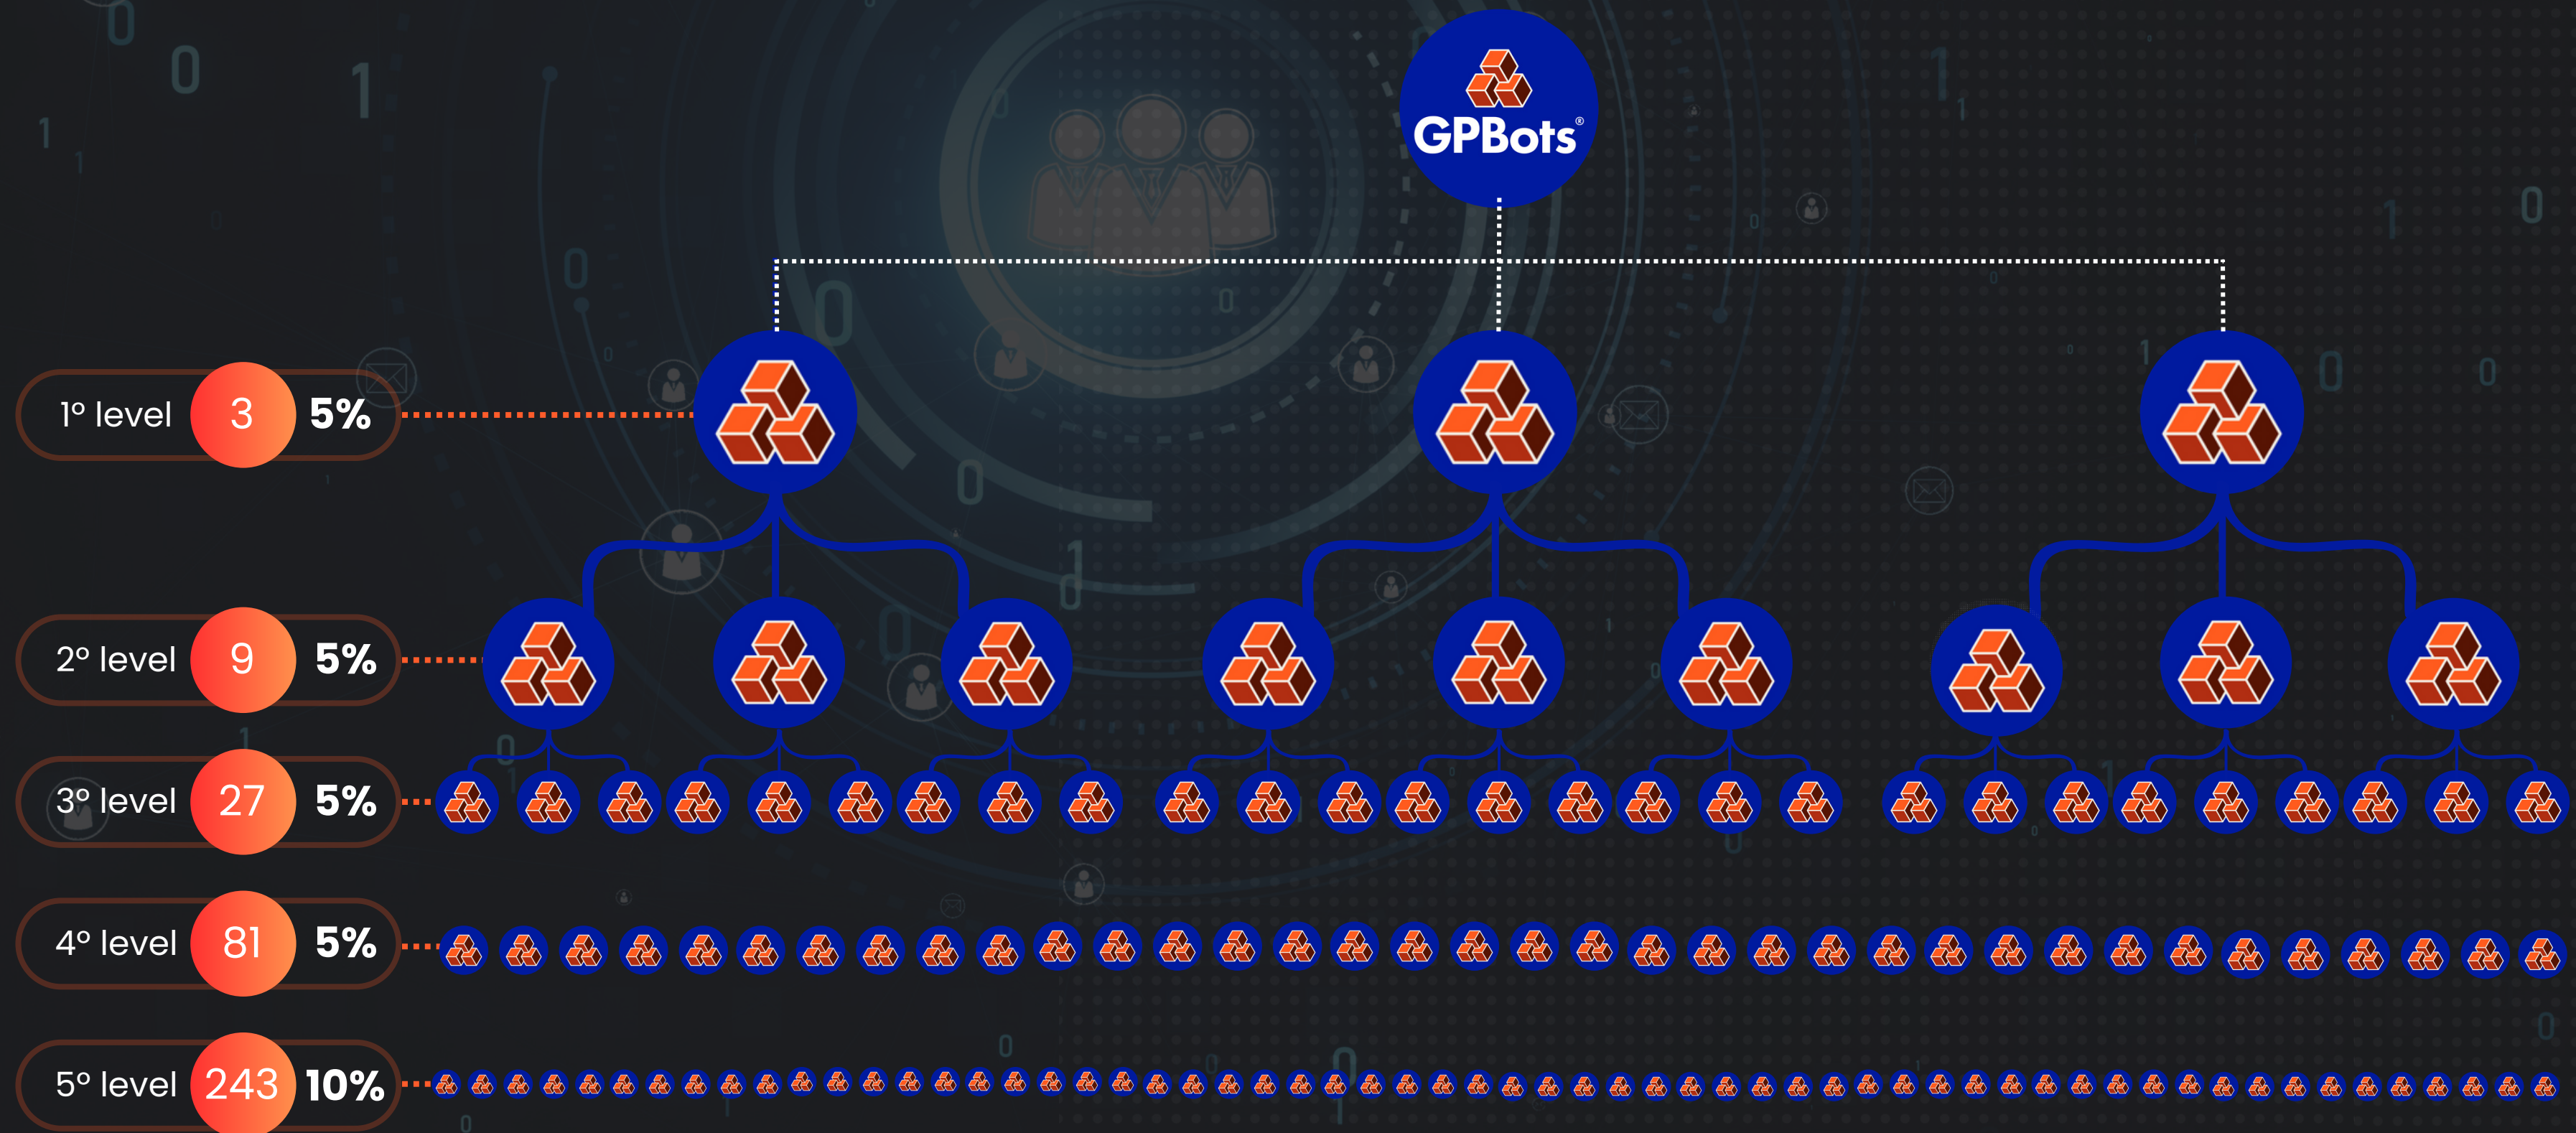 GPBots®
1º level 3 5%
2º level 9 5%
3º level 27 5%
4º level 81 5%
5º level 243 10%